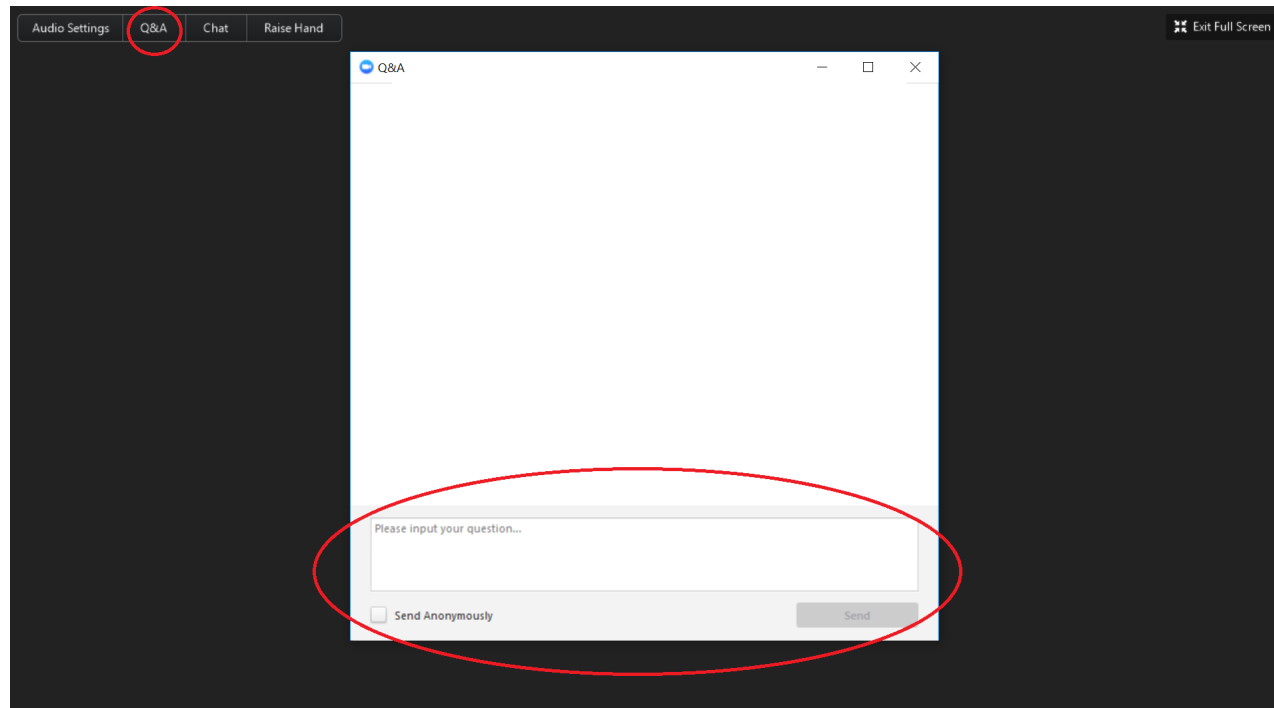 Audio Settings Q&A Chat Raise Hand Exit Full Screen
Q&A
Please input your question...
Send Anonymously Send